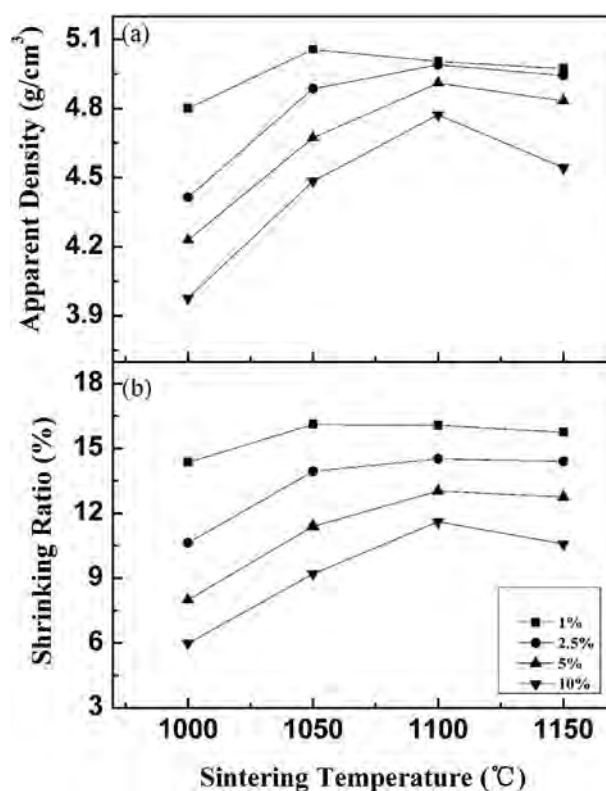 5.1
(a)
4.8
4.5
4.2
3.9
Apparent Density (g/cm³)
18
(b)
15
12
9
6
3
Shrinking Ratio (%)
1%
2.5%
5%
10%
1000 1050 1100 1150
Sintering Temperature (℃)